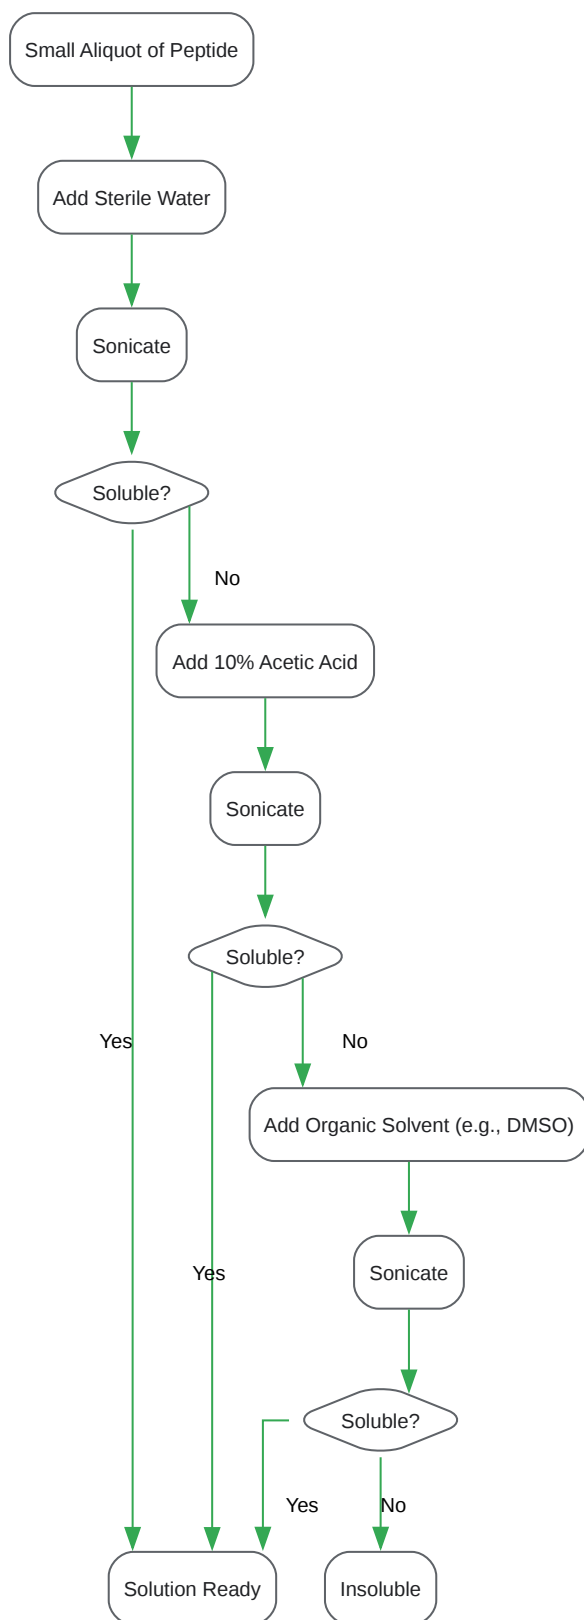 Small Aliquot of Peptide
Add Sterile Water
Sonicate
Soluble?
No
Add 10% Acetic Acid
Sonicate
Soluble?
Yes
No
Add Organic Solvent (e.g., DMSO)
Yes
Sonicate
Soluble?
Yes
No
Solution Ready
Insoluble